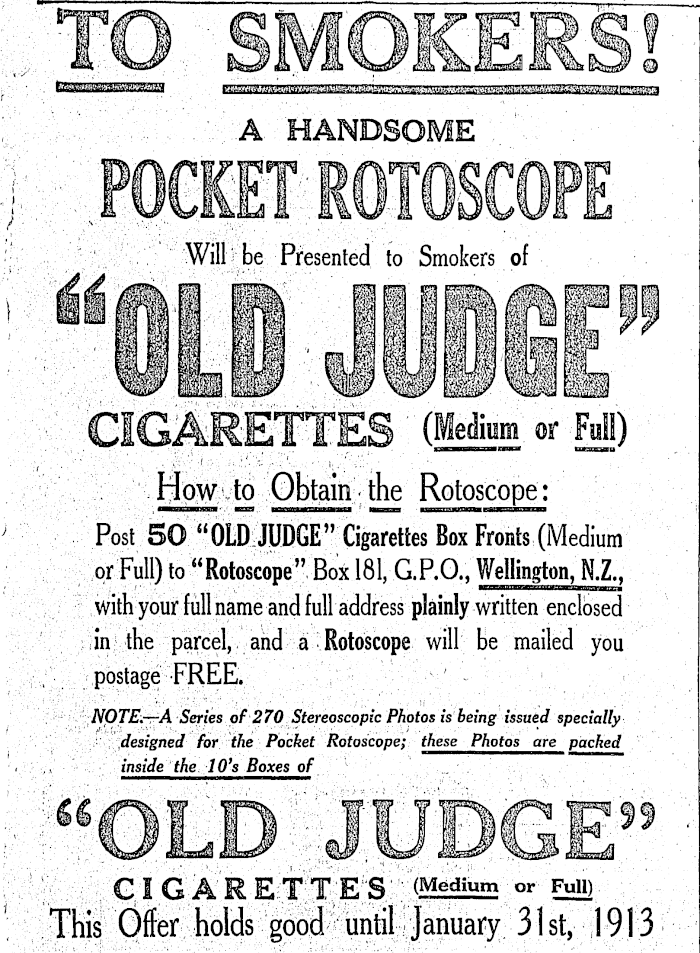 TO SMOKERS!
A HANDSOME
POCKET ROTOSCOPE
Will be Presented to Smokers of
"OLD JUDGE"
CIGARETTES (Medium or Full)
How to Obtain the Rotoscope:
Post 50 "OLD JUDGE" Cigarettes Box Fronts (Medium
or Full) to "Rotoscope" Box 181, G.P.O., Wellington, N.Z.,
with your full name and full address plainly written enclosed
in the parcel, and a Rotoscope will be mailed you
postage FREE.
NOTE.—A Series of 270 Stereoscopic Photos is being issued specially
designed for the Pocket Rotoscope; these Photos are packed
inside the 10's Boxes of
"OLD JUDGE"
CIGARETTES (Medium or Full)
This Offer holds good until January 31st, 1913